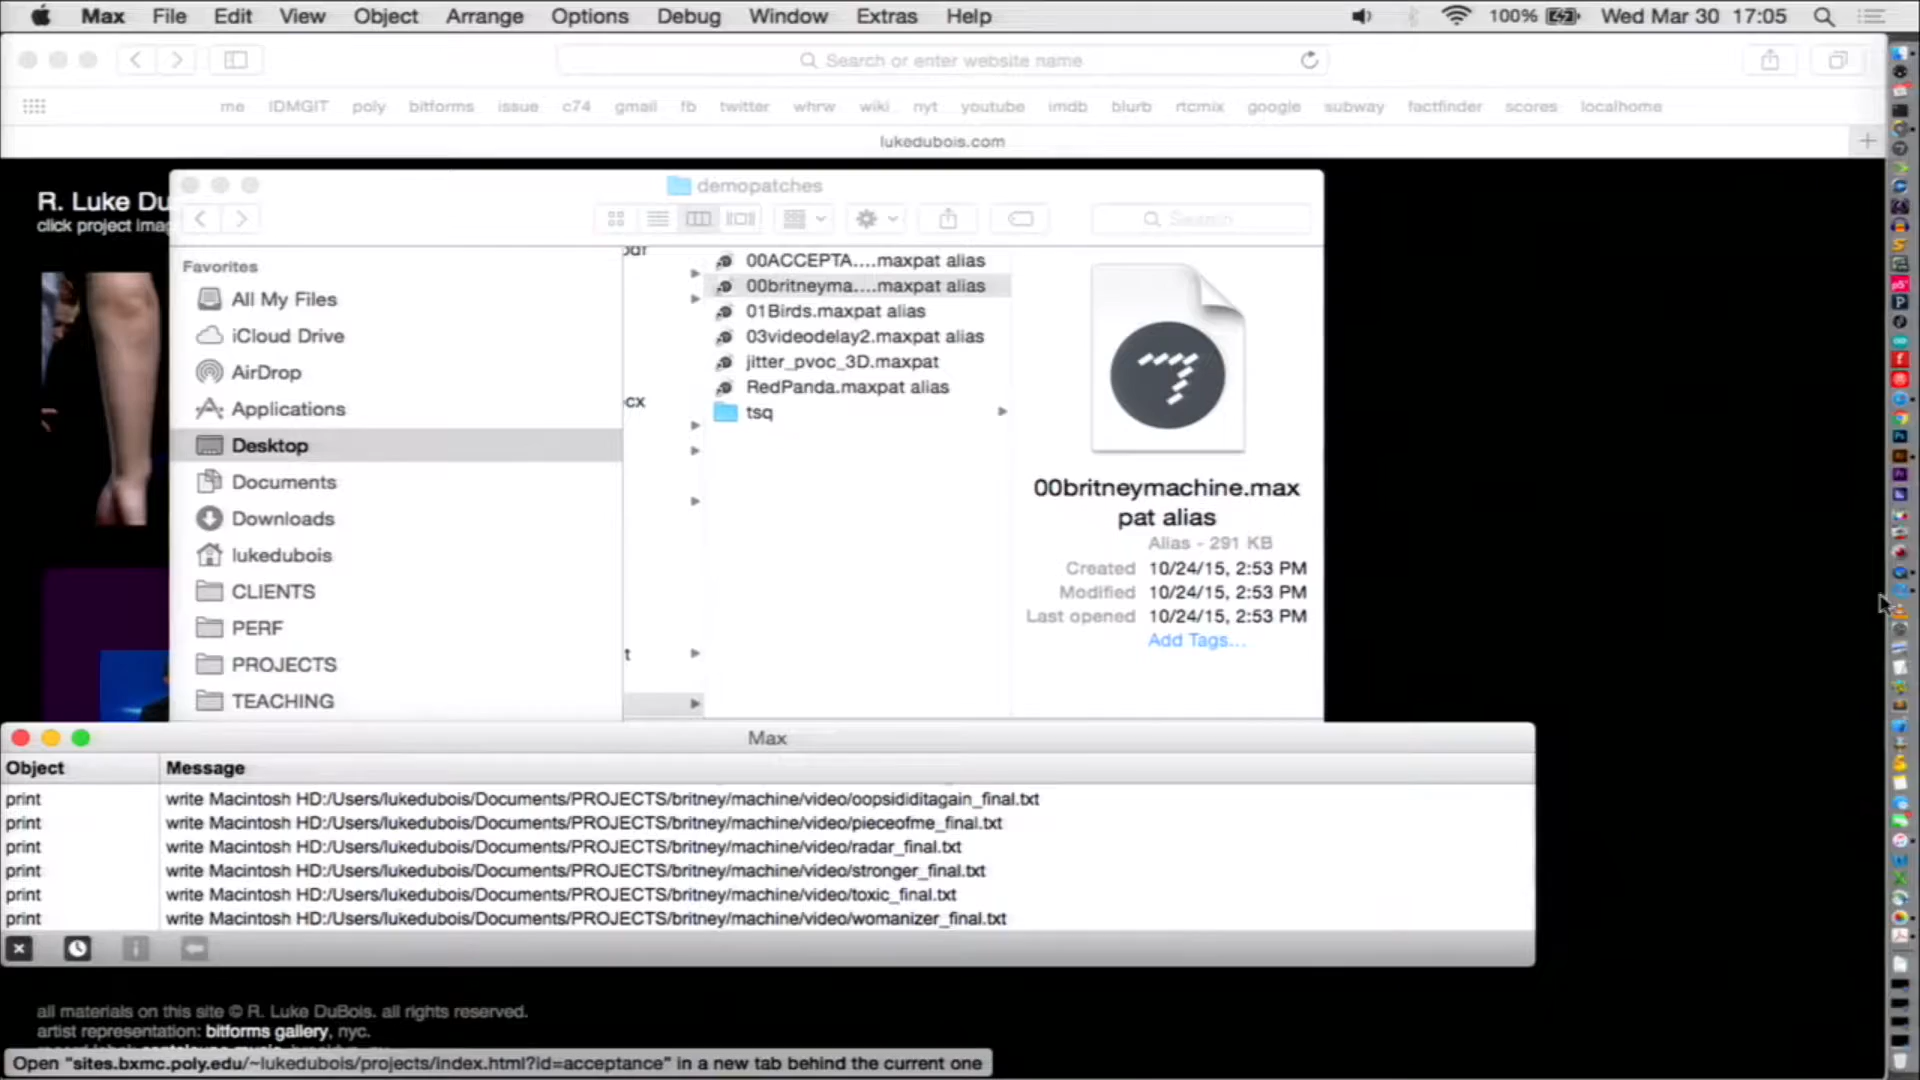 Max File Edit View Object Arrange Options Debug Window Extras Help 100% Wed Mar 30 17:05
Search or enter website name
me IDMGIT poly bitforms issue c74 gmail fb twitter whrw wiki nyt youtube imdb blurb rtcmix google subway factfinder scores localhome
lukedubois.com
R. Luke Du
click project imag
demopatches
Search
Favorites
All My Files
iCloud Drive
AirDrop
Applications
Desktop
Documents
Downloads
lukedubois
CLIENTS
PERF
PROJECTS
TEACHING
cx
t
00ACCEPTA....maxpat alias
00britneyma....maxpat alias
01Birds.maxpat alias
03videodelay2.maxpat alias
jitter_pvoc_3D.maxpat
RedPanda.maxpat alias
tsq
00britneymachine.max
pat alias
Alias - 291 KB
Created 10/24/15, 2:53 PM
Modified 10/24/15, 2:53 PM
Last opened 10/24/15, 2:53 PM
Add Tags...
Max
Object Message
print write Macintosh HD:/Users/lukedubois/Documents/PROJECTS/britney/machine/video/oopsididitagain_final.txt
print write Macintosh HD:/Users/lukedubois/Documents/PROJECTS/britney/machine/video/pieceofme_final.txt
print write Macintosh HD:/Users/lukedubois/Documents/PROJECTS/britney/machine/video/radar_final.txt
print write Macintosh HD:/Users/lukedubois/Documents/PROJECTS/britney/machine/video/stronger_final.txt
print write Macintosh HD:/Users/lukedubois/Documents/PROJECTS/britney/machine/video/toxic_final.txt
print write Macintosh HD:/Users/lukedubois/Documents/PROJECTS/britney/machine/video/womanizer_final.txt
all materials on this site © R. Luke DuBois. all rights reserved.
artist representation: bitforms gallery, nyc.
Open "sites.bxmc.poly.edu/~lukedubois/projects/index.html?id=acceptance" in a new tab behind the current one